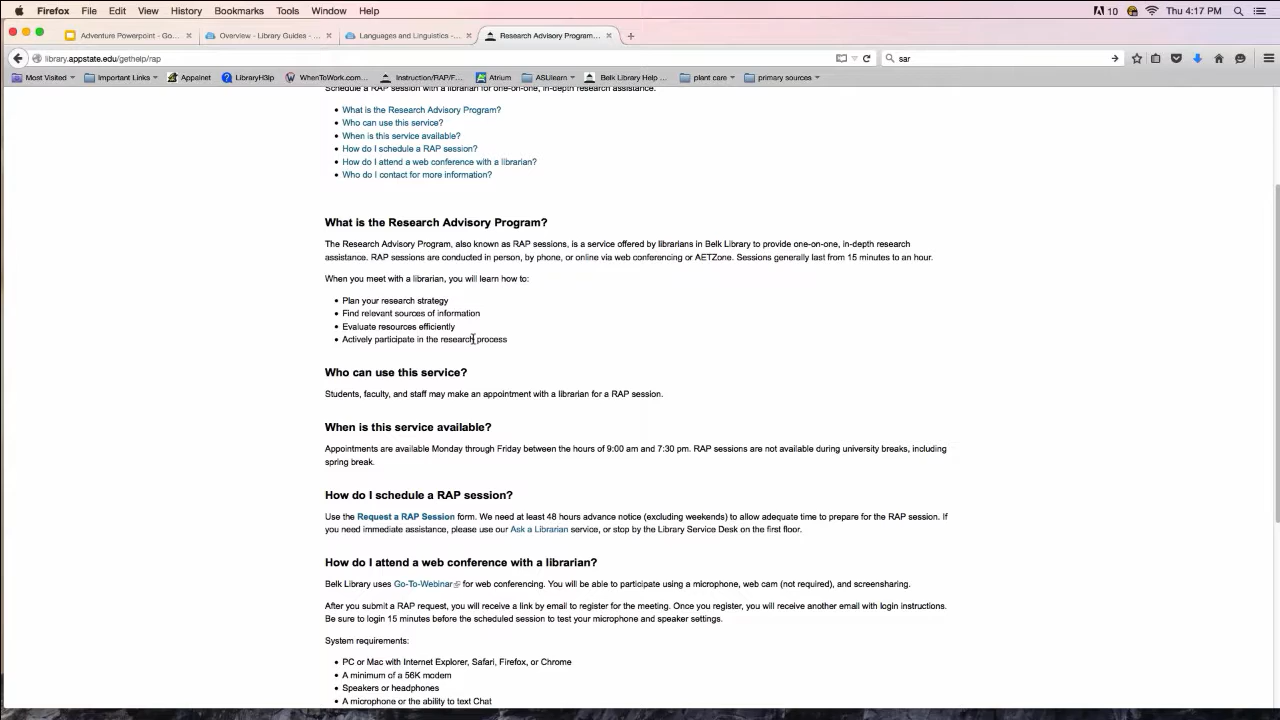 Firefox File Edit View History Bookmarks Tools Window Help 10 Thu 4:17 PM
Adventure Powerpoint - Go... × Overview - Library Guides - ... × Languages and Linguistics - ... × Research Advisory Program... × +
library.appstate.edu/gethelp/rap sar
Most Visited Important Links Appalnet LibraryH3lp WhenToWork.com... Instruction/RAP/F... Atrium ASULearn Belk Library Help ... plant care primary sources
Schedule a RAP session with a librarian for one-on-one, in-depth research assistance.
• What is the Research Advisory Program?
• Who can use this service?
• When is this service available?
• How do I schedule a RAP session?
• How do I attend a web conference with a librarian?
• Who do I contact for more information?
What is the Research Advisory Program?
The Research Advisory Program, also known as RAP sessions, is a service offered by librarians in Belk Library to provide one-on-one, in-depth research
assistance. RAP sessions are conducted in person, by phone, or online via web conferencing or AETZone. Sessions generally last from 15 minutes to an hour.
When you meet with a librarian, you will learn how to:
• Plan your research strategy
• Find relevant sources of information
• Evaluate resources efficiently
• Actively participate in the research process
Who can use this service?
Students, faculty, and staff may make an appointment with a librarian for a RAP session.
When is this service available?
Appointments are available Monday through Friday between the hours of 9:00 am and 7:30 pm. RAP sessions are not available during university breaks, including
spring break.
How do I schedule a RAP session?
Use the Request a RAP Session form. We need at least 48 hours advance notice (excluding weekends) to allow adequate time to prepare for the RAP session. If
you need immediate assistance, please use our Ask a Librarian service, or stop by the Library Service Desk on the first floor.
How do I attend a web conference with a librarian?
Belk Library uses Go-To-Webinar for web conferencing. You will be able to participate using a microphone, web cam (not required), and screensharing.
After you submit a RAP request, you will receive a link by email to register for the meeting. Once you register, you will receive another email with login instructions.
Be sure to login 15 minutes before the scheduled session to test your microphone and speaker settings.
System requirements:
• PC or Mac with Internet Explorer, Safari, Firefox, or Chrome
• A minimum of a 56K modem
• Speakers or headphones
• A microphone or the ability to text Chat